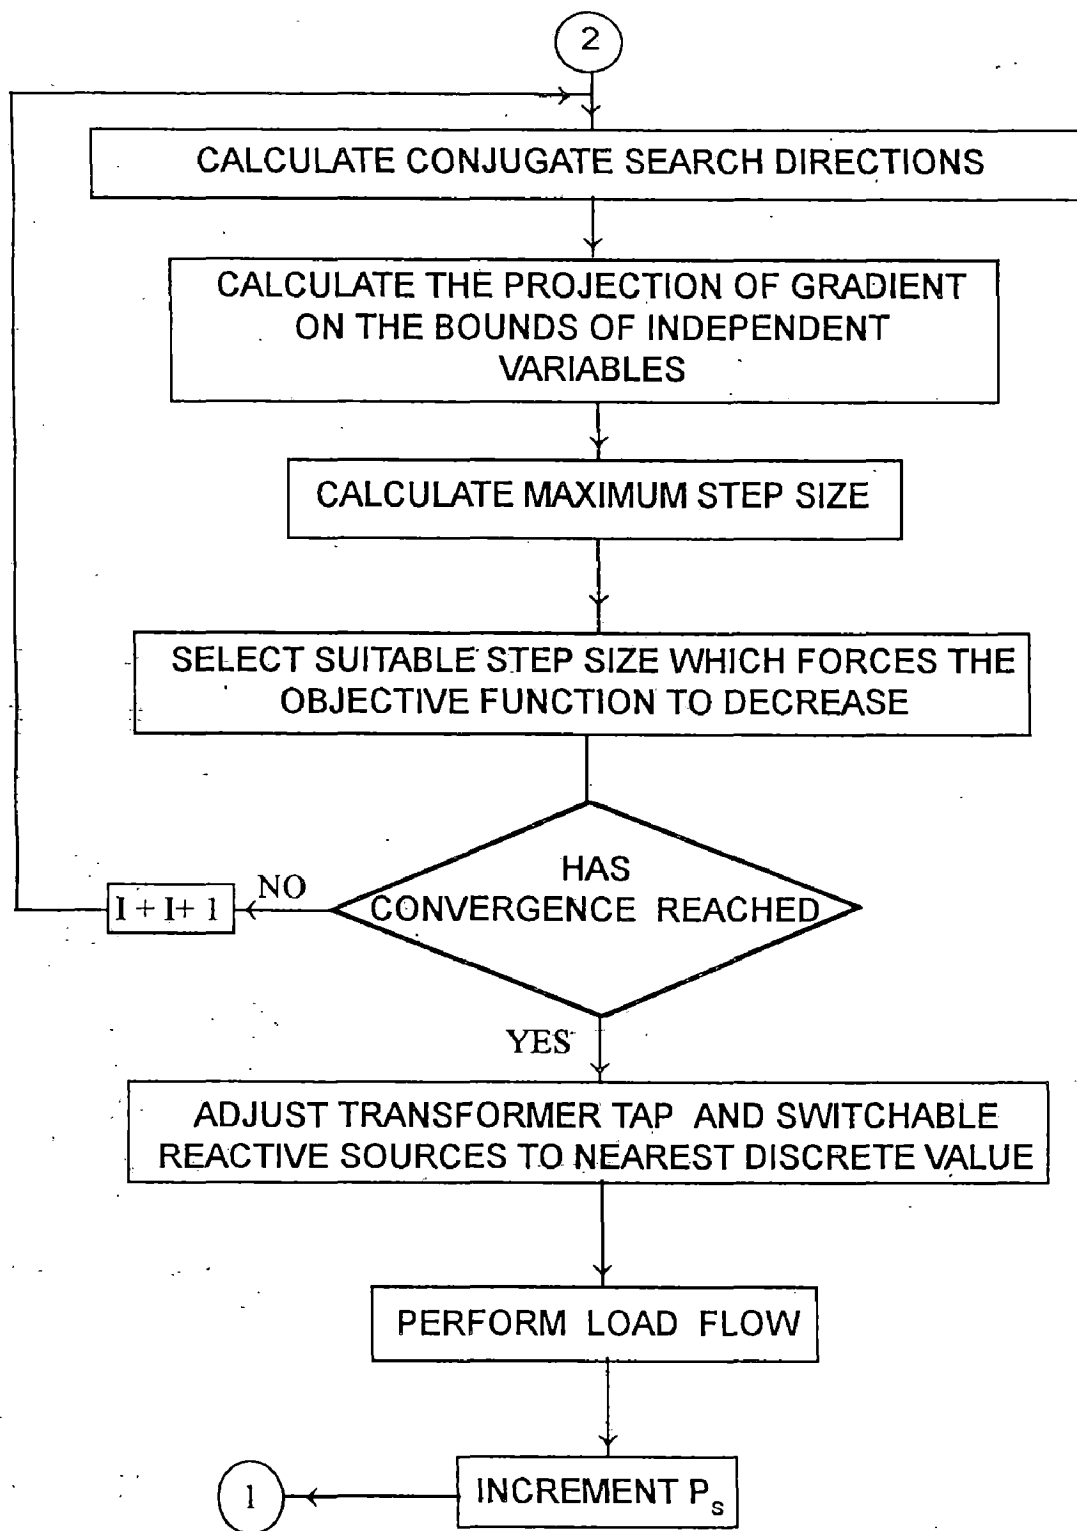 2
CALCULATE CONJUGATE SEARCH DIRECTIONS
CALCULATE THE PROJECTION OF GRADIENT
ON THE BOUNDS OF INDEPENDENT
VARIABLES
CALCULATE MAXIMUM STEP SIZE
SELECT SUITABLE STEP SIZE WHICH FORCES THE
OBJECTIVE FUNCTION TO DECREASE
HAS
CONVERGENCE REACHED
NO
I + I + 1
YES
ADJUST TRANSFORMER TAP AND SWITCHABLE
REACTIVE SOURCES TO NEAREST DISCRETE VALUE
PERFORM LOAD FLOW
INCREMENT Ps
1